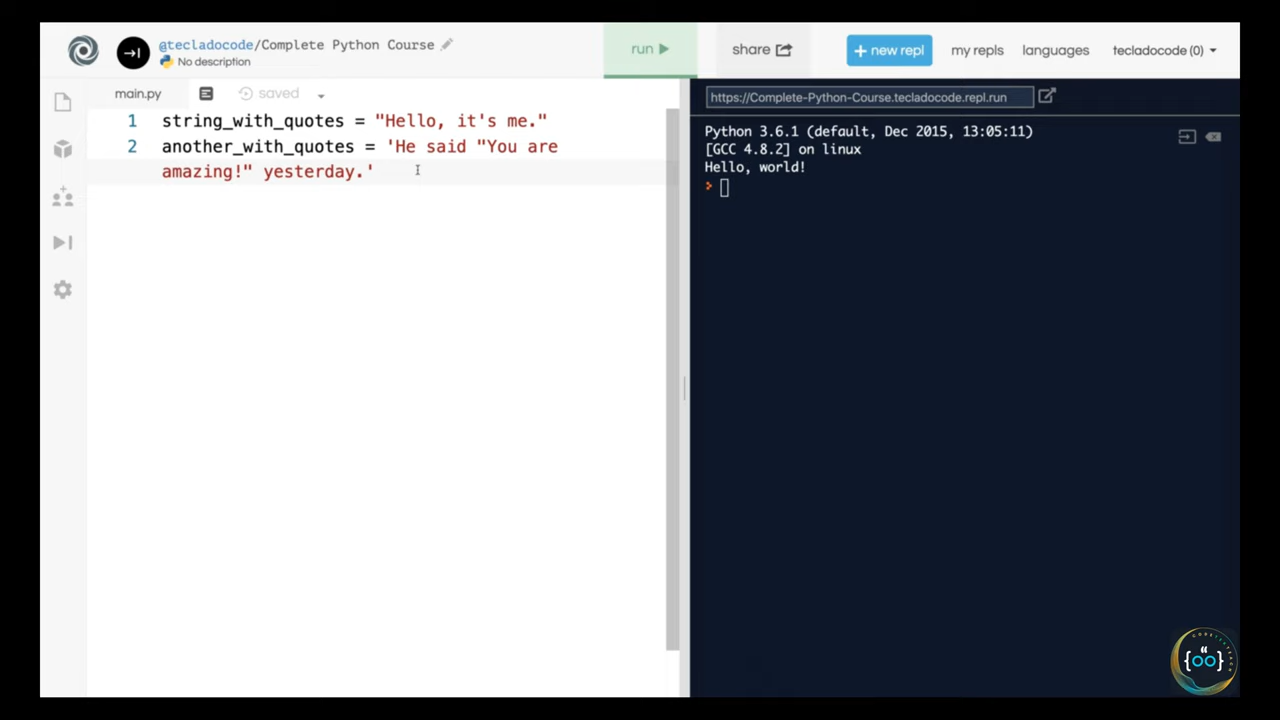 @tecladocode/Complete Python Course
No description
run
share
+ new repl
my repls
languages
tecladocode (0)
main.py
saved
https://Complete-Python-Course.tecladocode.repl.run
1 string_with_quotes = "Hello, it's me."
2 another_with_quotes = 'He said "You are
amazing!" yesterday.'
Python 3.6.1 (default, Dec 2015, 13:05:11)
[GCC 4.8.2] on linux
Hello, world!